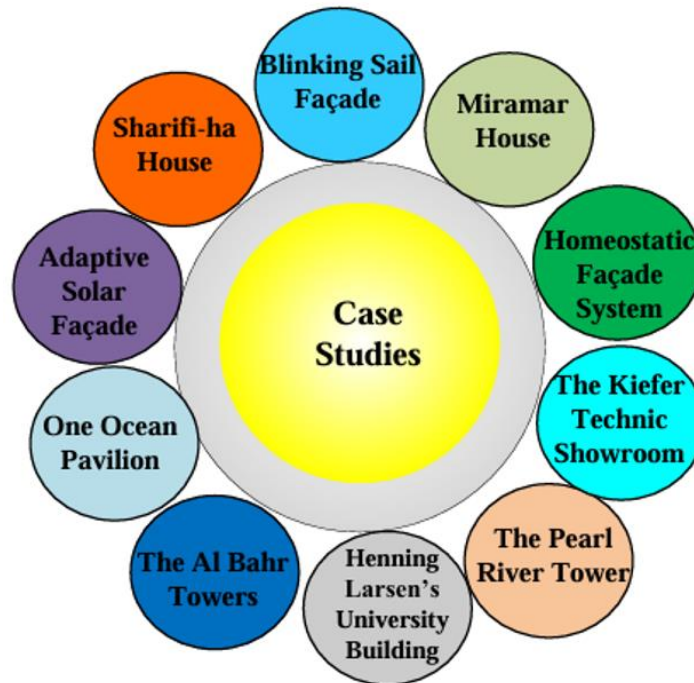 Blinking Sail
Façade
Miramar
House
Sharifi-ha
House
Homeostatic
Façade
System
Adaptive
Solar
Façade
Case
Studies
The Kiefer
Technic
Showroom
One Ocean
Pavilion
The Pearl
River Tower
The Al Bahr
Towers
Henning
Larsen’s
University
Building